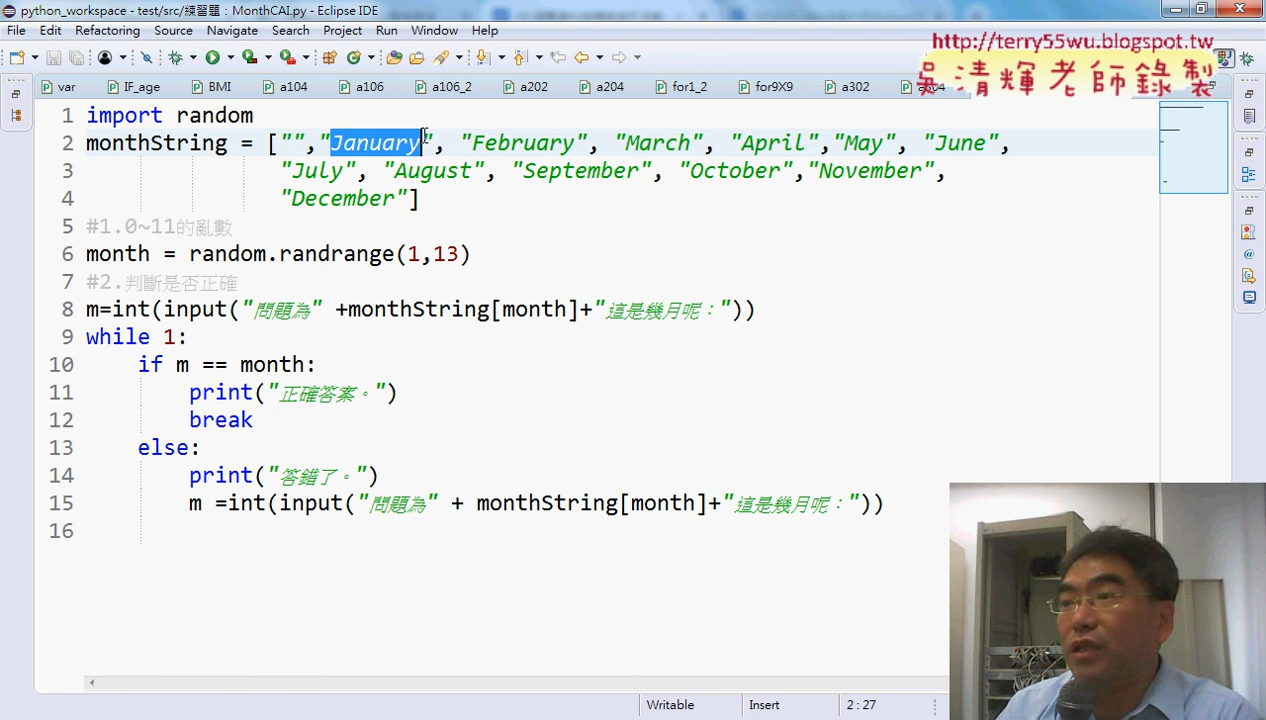 python_workspace - test/src/練習題：MonthCAI.py - Eclipse IDE
File Edit Refactoring Source Navigate Search Project Run Window Help
http://terry55wu.blogspot.tw
吳清輝老師錄製
var IF_age BMI a104 a106 a106_2 a202 a204 for1_2 for9X9 a302
1 import random
2 monthString = ["","January", "February", "March", "April","May", "June",
3 "July", "August", "September", "October","November",
4 "December"]
5 #1.0~11的亂數
6 month = random.randrange(1,13)
7 #2.判斷是否正確
8 m=int(input("問題為" +monthString[month]+"這是幾月呢："))
9 while 1:
10 if m == month:
11 print("正確答案。")
12 break
13 else:
14 print("答錯了。")
15 m =int(input("問題為" + monthString[month]+"這是幾月呢："))
16
Writable Insert 2 : 27